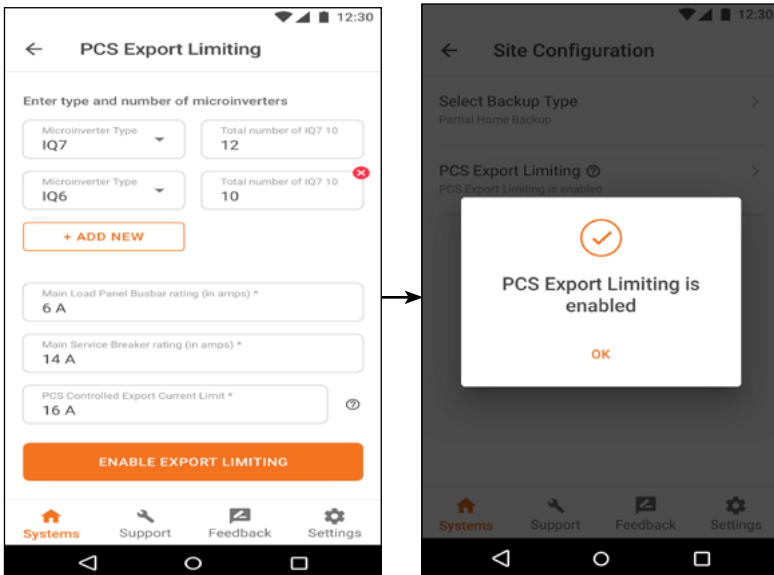 12:30
PCS Export Limiting
Enter type and number of microinverters
Microinverter Type
IQ7
Total number of IQ7 10
12
Microinverter Type
IQ6
Total number of IQ7 10
10
+ ADD NEW
Main Load Panel Busbar rating (in amps) *
6 A
Main Service Breaker rating (in amps) *
14 A
PCS Controlled Export Current Limit *
16 A
ENABLE EXPORT LIMITING
Systems Support Feedback Settings
12:30
Site Configuration
Select Backup Type
Partial Home Backup
PCS Export Limiting
PCS Export Limiting is enabled
PCS Export Limiting is
enabled
OK
Systems Support Feedback Settings